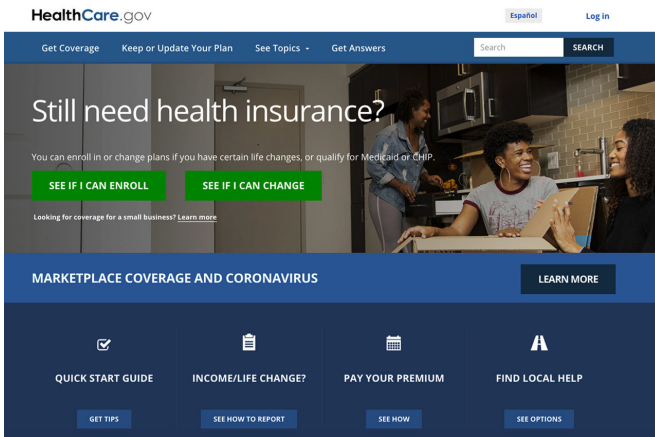 HealthCare.gov
Español
Log in
Get Coverage
Keep or Update Your Plan
See Topics
Get Answers
Search
SEARCH
Still need health insurance?
You can enroll in or change plans if you have certain life changes, or qualify for Medicaid or CHIP.
SEE IF I CAN ENROLL
SEE IF I CAN CHANGE
Looking for coverage for a small business? Learn more
MARKETPLACE COVERAGE AND CORONAVIRUS
LEARN MORE
QUICK START GUIDE
INCOME/LIFE CHANGE?
PAY YOUR PREMIUM
FIND LOCAL HELP
GET TIPS
SEE HOW TO REPORT
SEE HOW
SEE OPTIONS